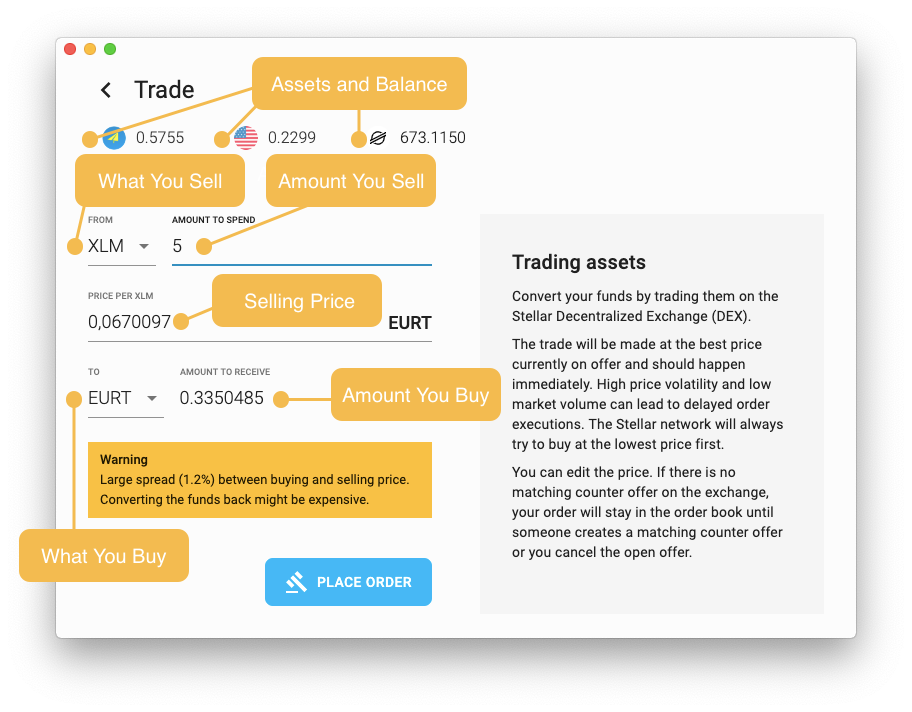 Trade
Assets and Balance
0.5755
0.2299
673.1150
What You Sell
Amount You Sell
FROM
AMOUNT TO SPEND
XLM
5
PRICE PER XLM
Selling Price
0,0670097
EURT
TO
AMOUNT TO RECEIVE
EURT
0.3350485
Amount You Buy
Warning
Large spread (1.2%) between buying and selling price.
Converting the funds back might be expensive.
What You Buy
PLACE ORDER
Trading assets
Convert your funds by trading them on the
Stellar Decentralized Exchange (DEX).
The trade will be made at the best price
currently on offer and should happen
immediately. High price volatility and low
market volume can lead to delayed order
executions. The Stellar network will always
try to buy at the lowest price first.
You can edit the price. If there is no
matching counter offer on the exchange,
your order will stay in the order book until
someone creates a matching counter offer
or you cancel the open offer.